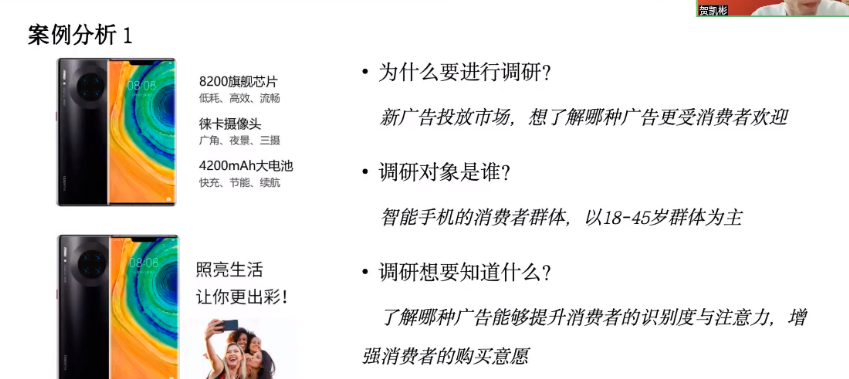 贺凯彬
案例分析 1
08:08
8200旗舰芯片
低耗、高效、流畅
徕卡摄像头
广角、夜景、三摄
4200mAh大电池
快充、节能、续航
08:08
照亮生活
让你更出彩！
• 为什么要进行调研?
新广告投放市场，想了解哪种广告更受消费者欢迎
• 调研对象是谁?
智能手机的消费者群体，以18-45岁群体为主
• 调研想要知道什么?
了解哪种广告能够提升消费者的识别度与注意力，增
强消费者的购买意愿